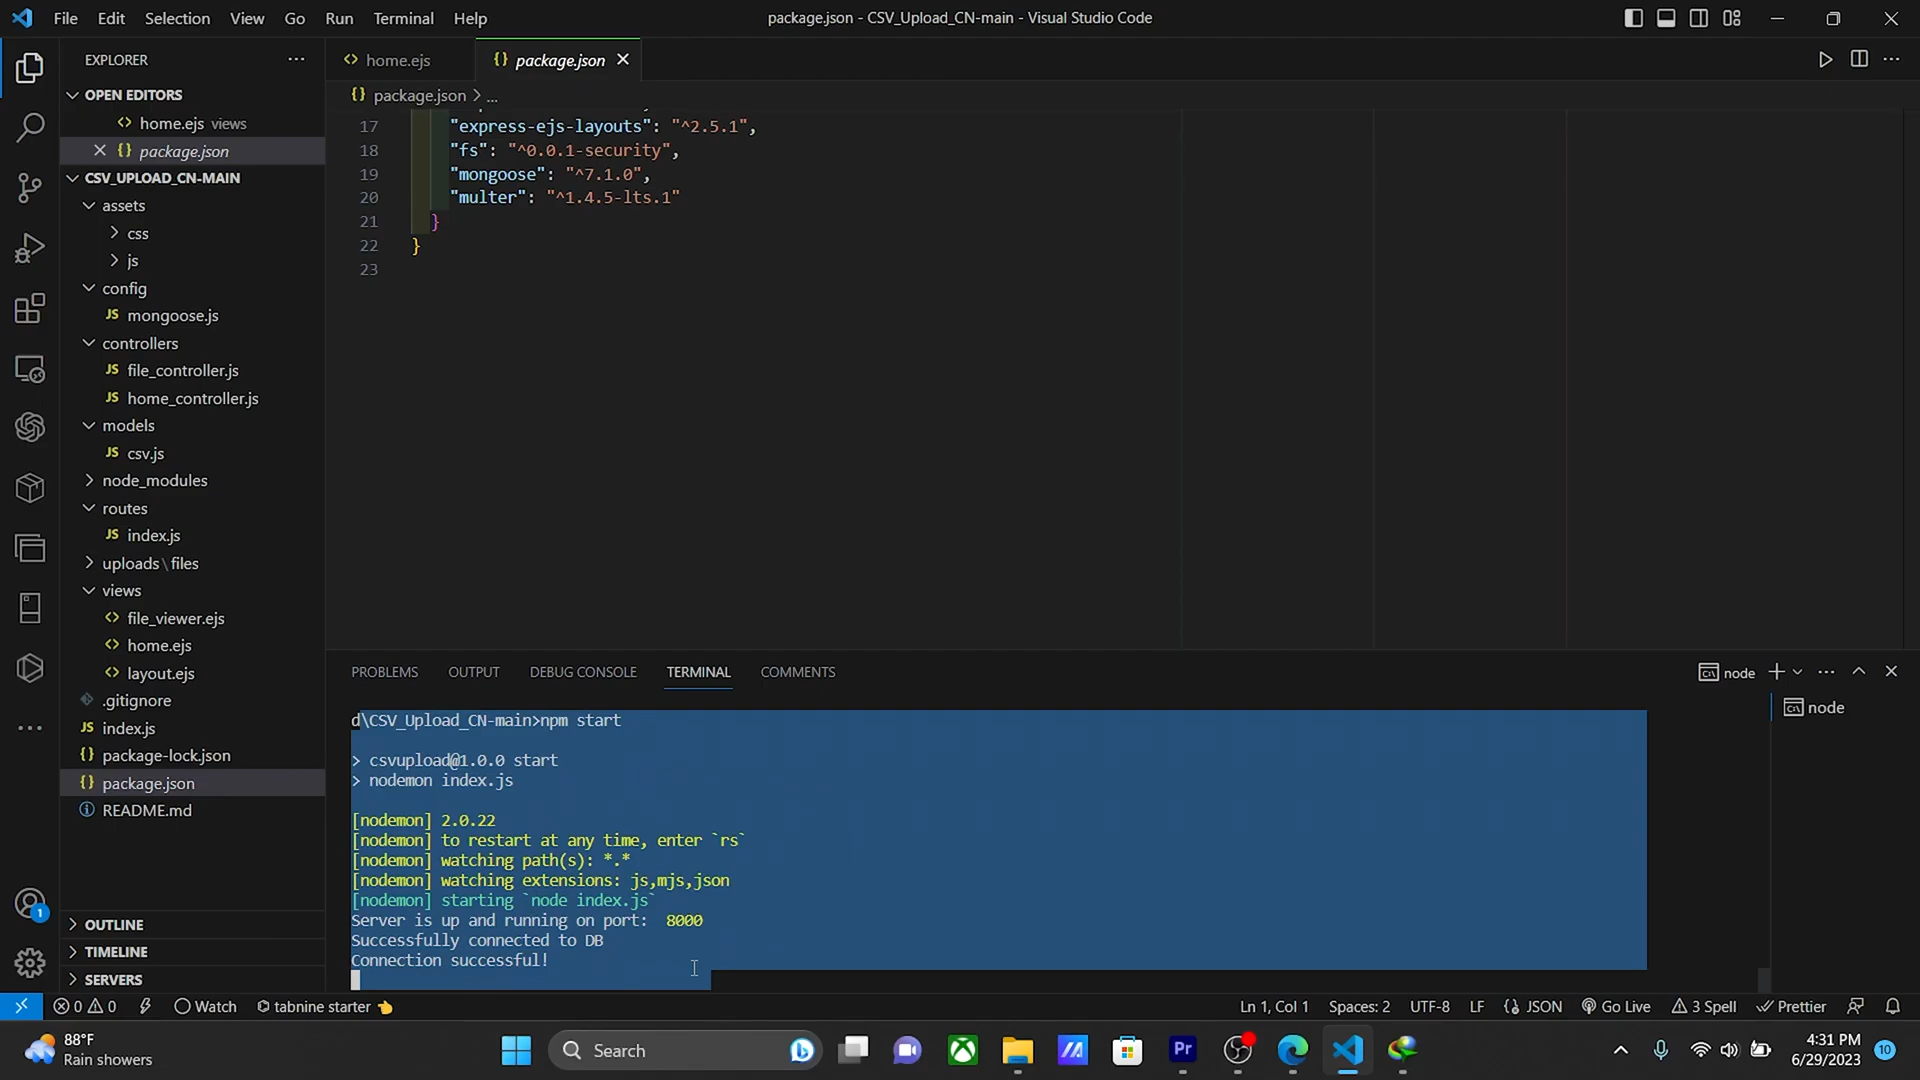 File Edit Selection View Go Run Terminal Help
package.json - CSV_Upload_CN-main - Visual Studio Code
EXPLORER
OPEN EDITORS
home.ejs views
package.json
CSV_UPLOAD_CN-MAIN
assets
css
js
config
JS mongoose.js
controllers
JS file_controller.js
JS home_controller.js
models
JS csv.js
node_modules
routes
JS index.js
uploads\files
views
file_viewer.ejs
home.ejs
layout.ejs
.gitignore
JS index.js
{} package-lock.json
{} package.json
README.md
OUTLINE
TIMELINE
SERVERS
home.ejs
{} package.json
{} package.json > ...
17 "express-ejs-layouts": "^2.5.1",
18 "fs": "^0.0.1-security",
19 "mongoose": "^7.1.0",
20 "multer": "^1.4.5-lts.1"
21 }
22 }
23
PROBLEMS OUTPUT DEBUG CONSOLE TERMINAL COMMENTS
node
node
d\CSV_Upload_CN-main>npm start
> csvupload@1.0.0 start
> nodemon index.js
[nodemon] 2.0.22
[nodemon] to restart at any time, enter `rs`
[nodemon] watching path(s): *.*
[nodemon] watching extensions: js,mjs,json
[nodemon] starting `node index.js`
Server is up and running on port: 8000
Successfully connected to DB
Connection successful!
1
0 0 Watch tabnine starter
Ln 1, Col 1 Spaces: 2 UTF-8 LF {} JSON Go Live 3 Spell Prettier
88°F
Rain showers
Search
Pr
4:31 PM
6/29/2023
10